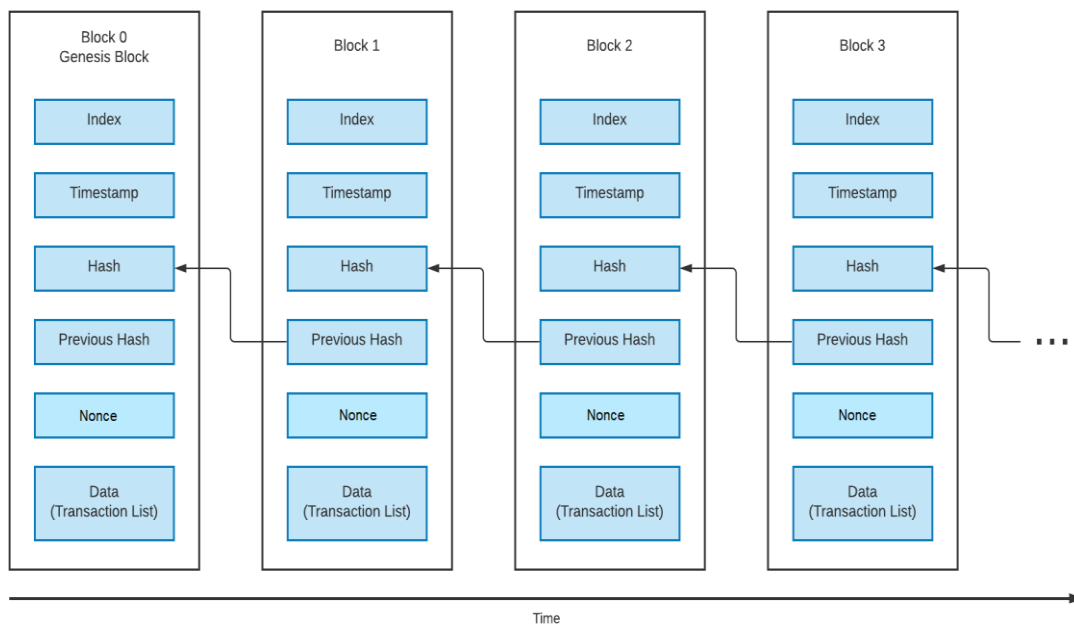 Block 0
Genesis Block
Index
Timestamp
Hash
Previous Hash
Nonce
Data
(Transaction List)
Block 1
Index
Timestamp
Hash
Previous Hash
Nonce
Data
(Transaction List)
Block 2
Index
Timestamp
Hash
Previous Hash
Nonce
Data
(Transaction List)
Block 3
Index
Timestamp
Hash
Previous Hash
Nonce
Data
(Transaction List)
...
Time